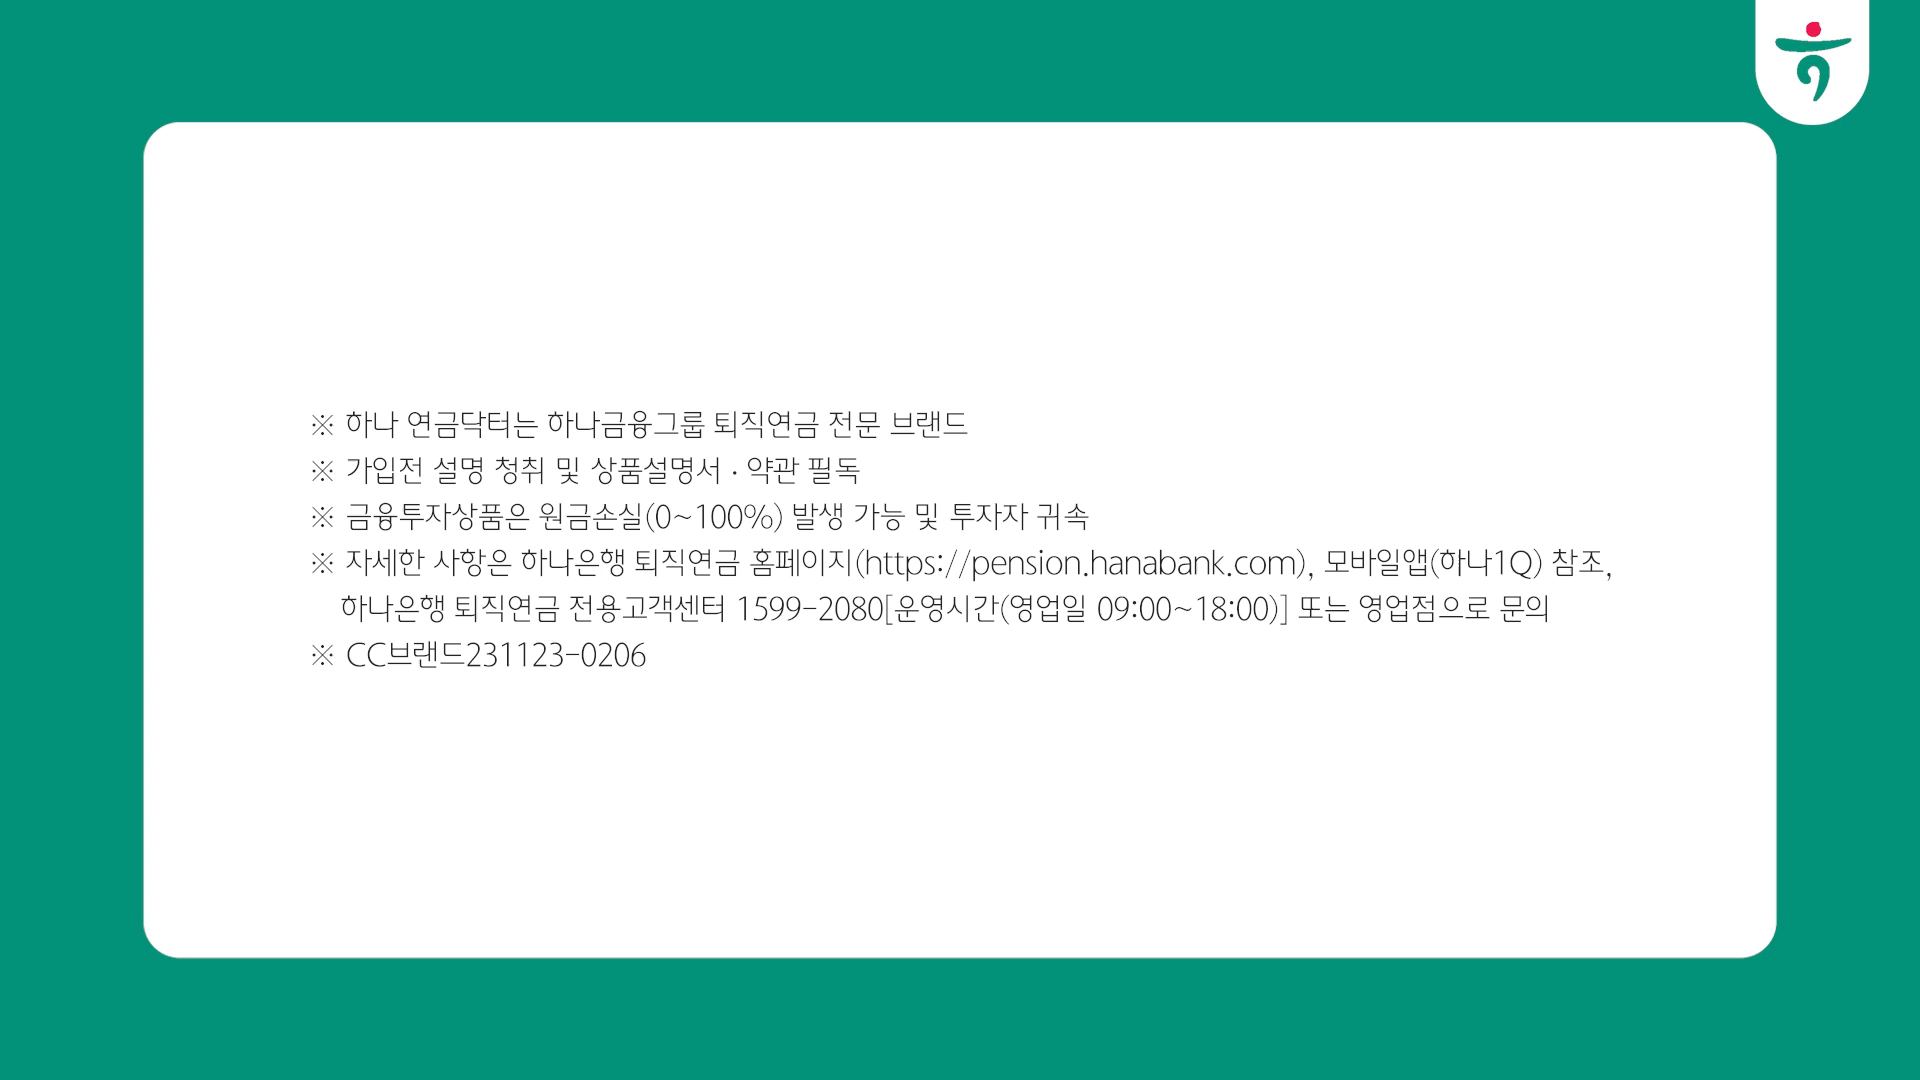 ※ 하나 연금닥터는 하나금융그룹 퇴직연금 전문 브랜드
※ 가입전 설명 청취 및 상품설명서 · 약관 필독
※ 금융투자상품은 원금손실(0~100%) 발생 가능 및 투자자 귀속
※ 자세한 사항은 하나은행 퇴직연금 홈페이지(https://pension.hanabank.com), 모바일앱(하나1Q) 참조,
하나은행 퇴직연금 전용고객센터 1599-2080[운영시간(영업일 09:00~18:00)] 또는 영업점으로 문의
※ CC브랜드231123-0206